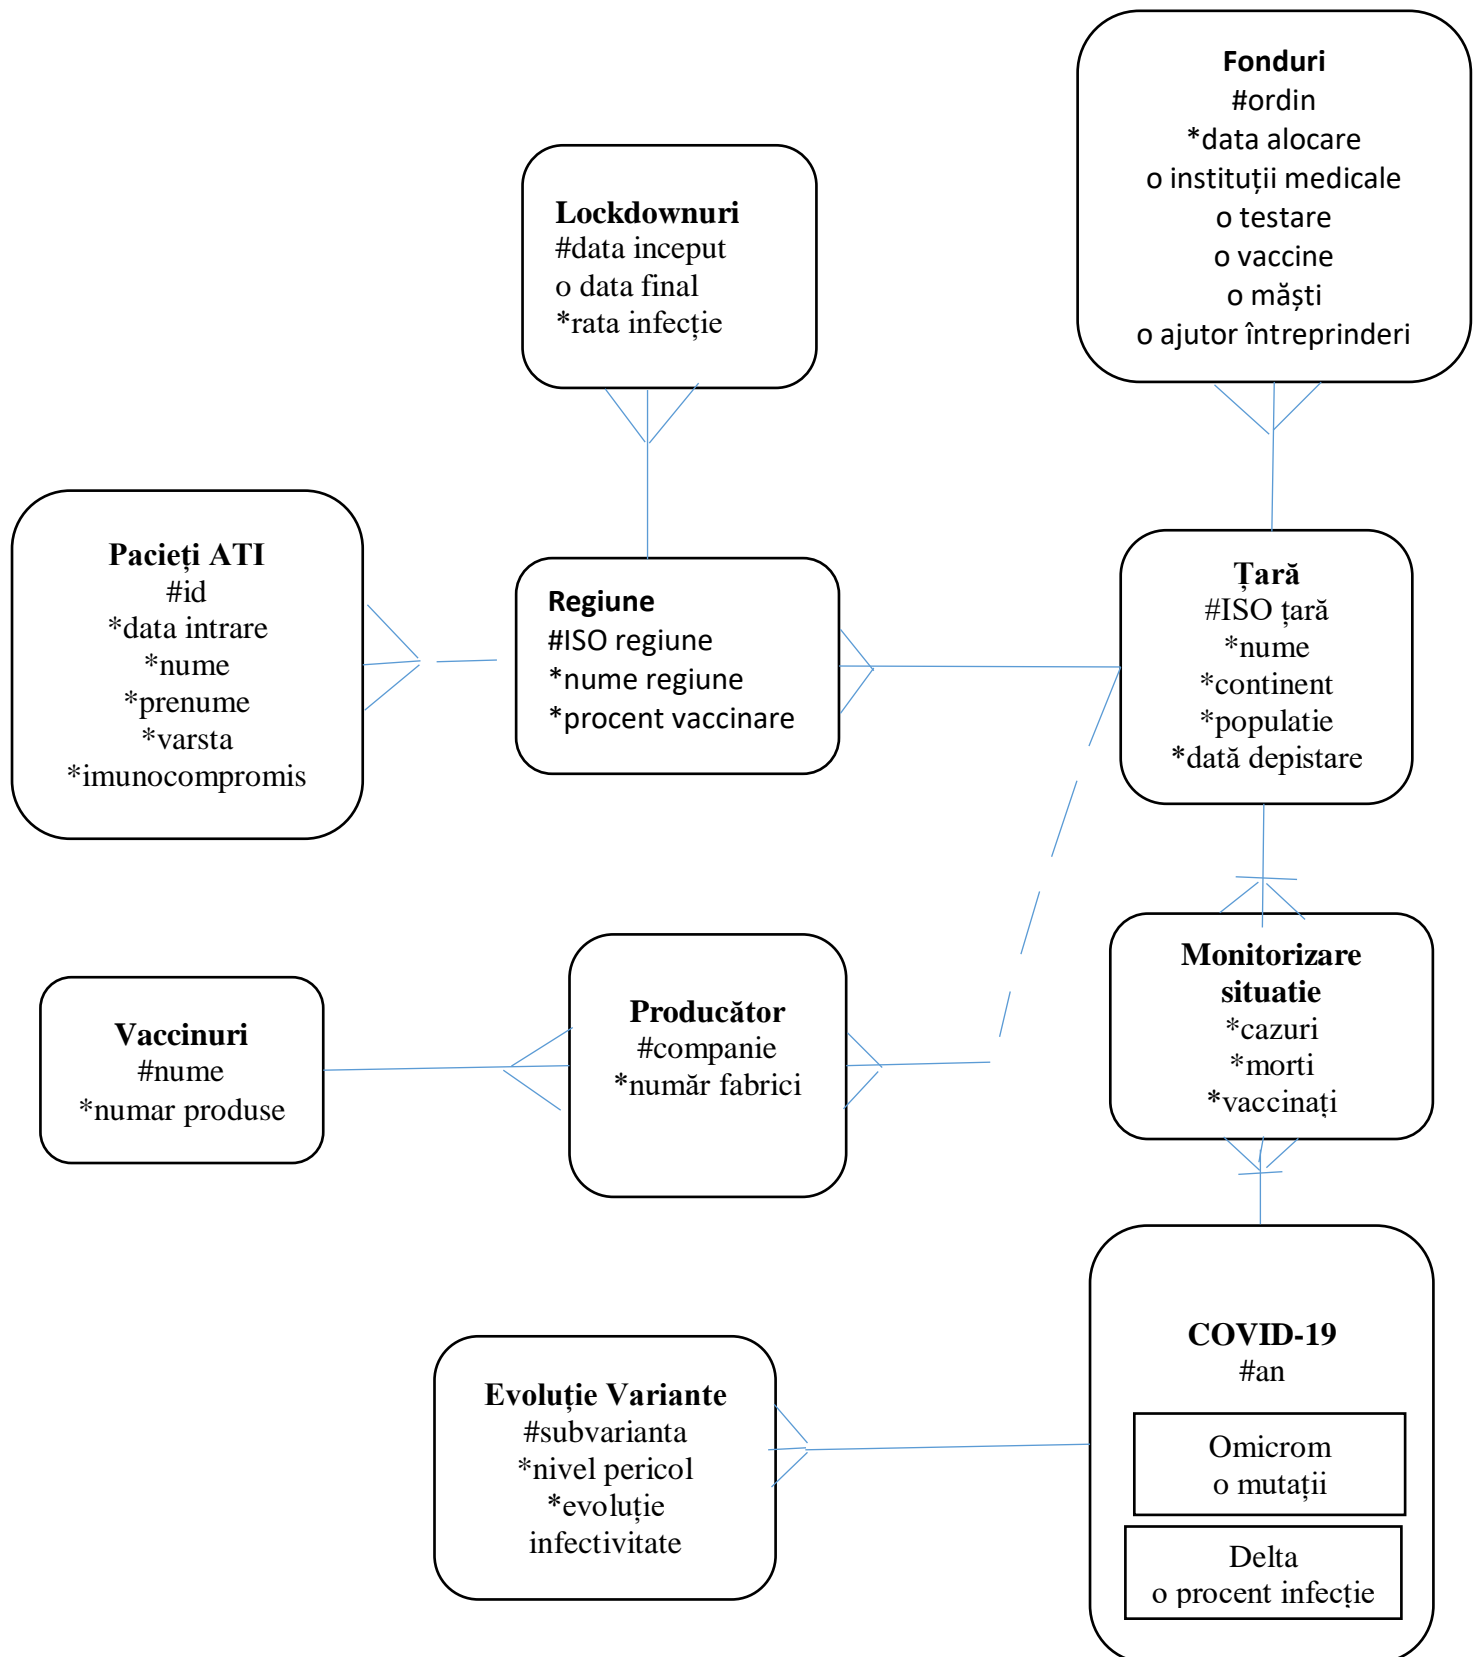 Fonduri
#ordin
*data alocare
o instituții medicale
o testare
o vaccine
o măști
o ajutor întreprinderi
Lockdownuri
#data inceput
o data final
*rata infecție
Pacieți ATI
#id
*data intrare
*nume
*prenume
*varsta
*imunocompromis
Regiune
#ISO regiune
*nume regiune
*procent vaccinare
Țară
#ISO țară
*nume
*continent
*populatie
*dată depistare
Vaccinuri
#nume
*numar produse
Producător
#companie
*număr fabrici
Monitorizare
situatie
*cazuri
*morti
*vaccinați
Evoluție Variante
#subvarianta
*nivel pericol
*evoluție
infectivitate
COVID-19
#an
Omicrom
o mutații
Delta
o procent infecție